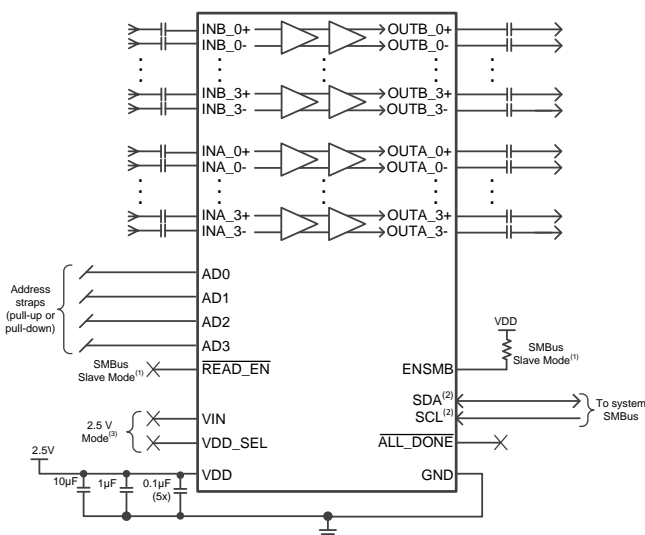 INB_0+ OUTB_0+
INB_0- OUTB_0-
INB_3+ OUTB_3+
INB_3- OUTB_3-
INA_0+ OUTA_0+
INA_0- OUTA_0-
INA_3+ OUTA_3+
INA_3- OUTA_3-
Address
straps
(pull-up or
pull-down)
AD0
AD1
AD2
AD3
SMBus
Slave Mode(1)
READ_EN
2.5 V
Mode(3)
VIN
VDD_SEL
2.5V
VDD
10μF
1μF
0.1μF
(5x)
VDD
SMBus
Slave Mode(1)
ENSMB
SDA(2)
SCL(2)
To system
SMBus
ALL_DONE
GND